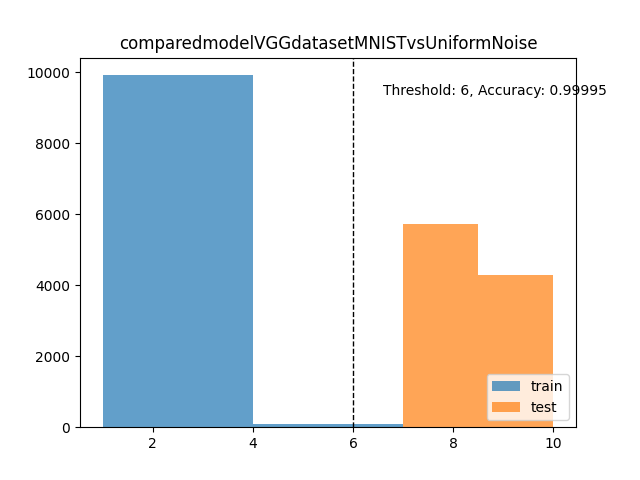 comparedmodelVGGdatasetMNISTvsUniformNoise
10000
8000
6000
4000
2000
0
Threshold: 6, Accuracy: 0.99995
train
test
2 4 6 8 10